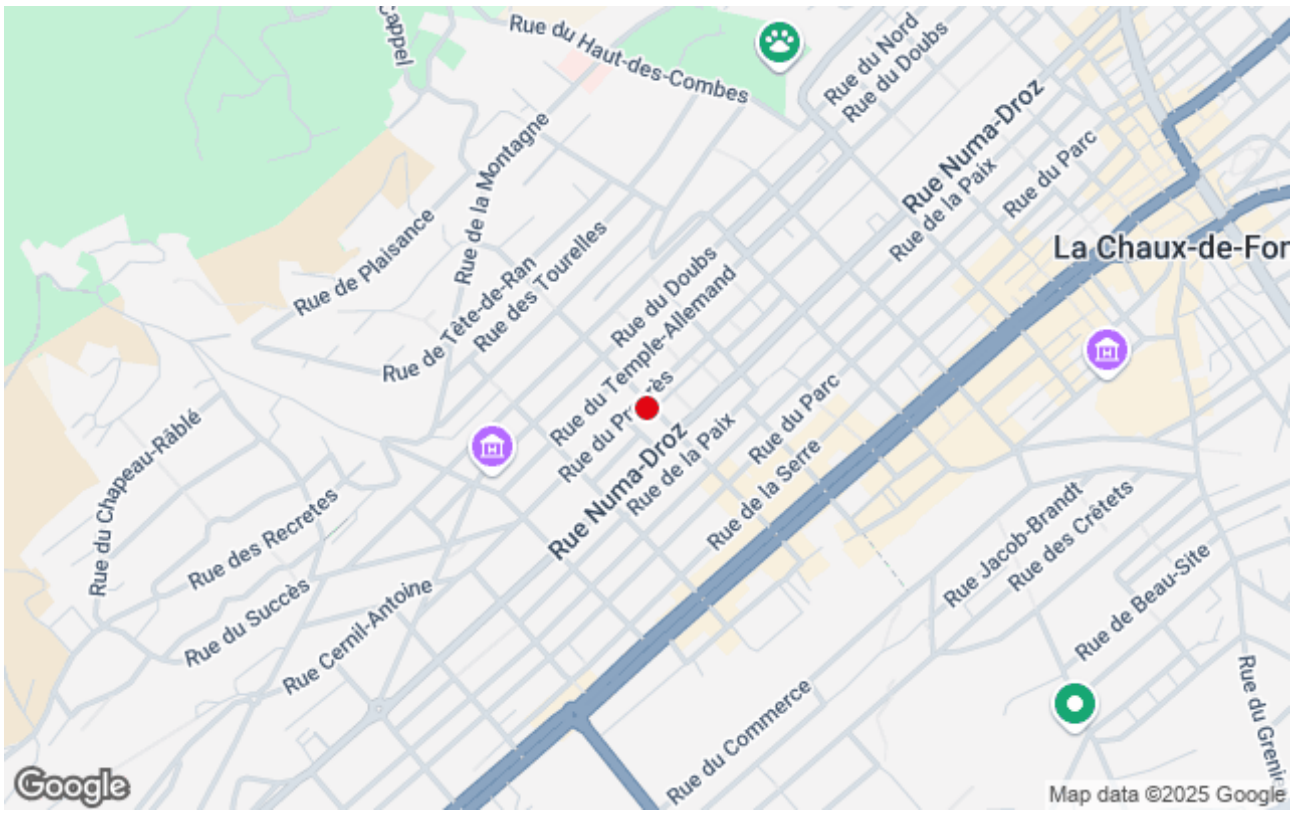 Cappel
Rue du Haut-des-Combes
Rue du Nord
Rue du Doubs
Rue Numa-Droz
Rue de la Montagne
Rue du Parc
Rue de la Paix
Rue de Plaisance
Rue des Tourelles
La Chaux-de-For
Rue de Tête-de-Ran
Rue du Doubs
Rue du Temple-Allemand
Rue du Pr rès
Rue du Parc
Rue de la Paix
Rue Numa-Droz
Rue de la Serre
Rue du Chapeau-Râblé
Rue des Recretes
Rue Jacob-Brandt
Rue des Crêtets
Rue de Beau-Site
Rue du Succès
Rue Cernil-Antoine
Rue du Commerce
Rue du Grenie
Google
Map data ©2025 Google